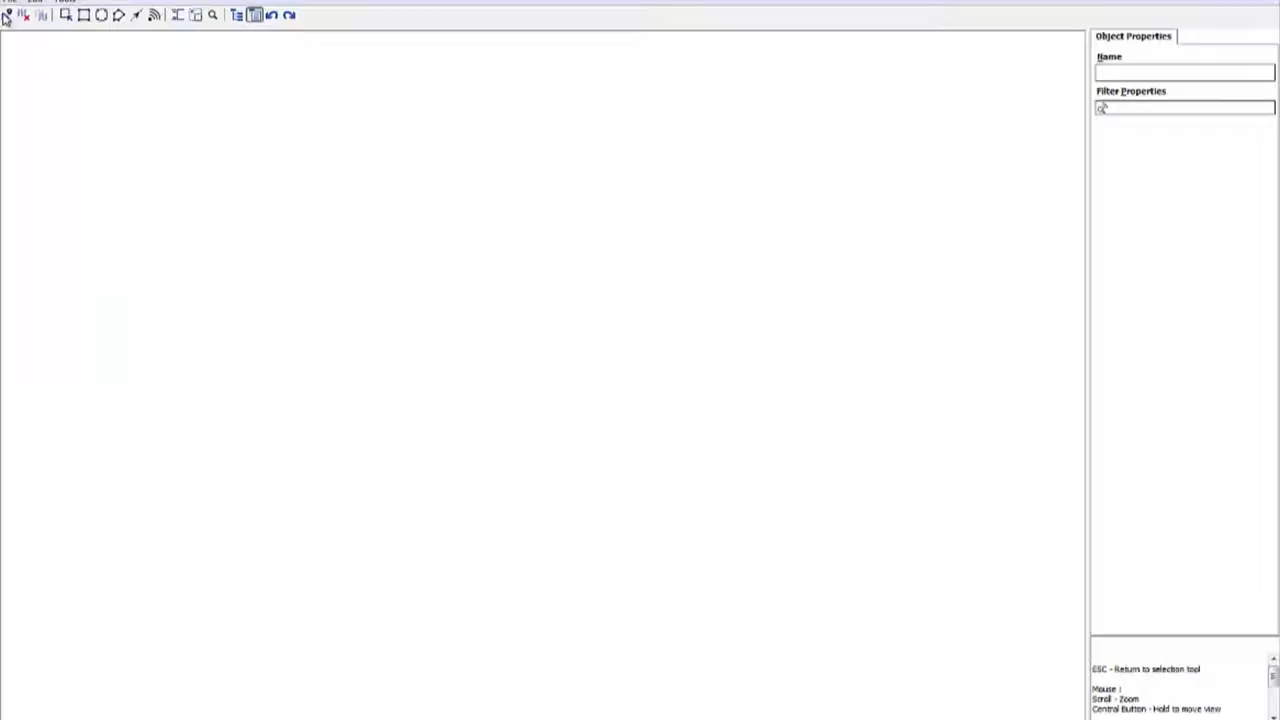 Object Properties
Name
Filter Properties
ESC - Return to selection tool
Mouse :
Scroll - Zoom
Central Button - Hold to move view